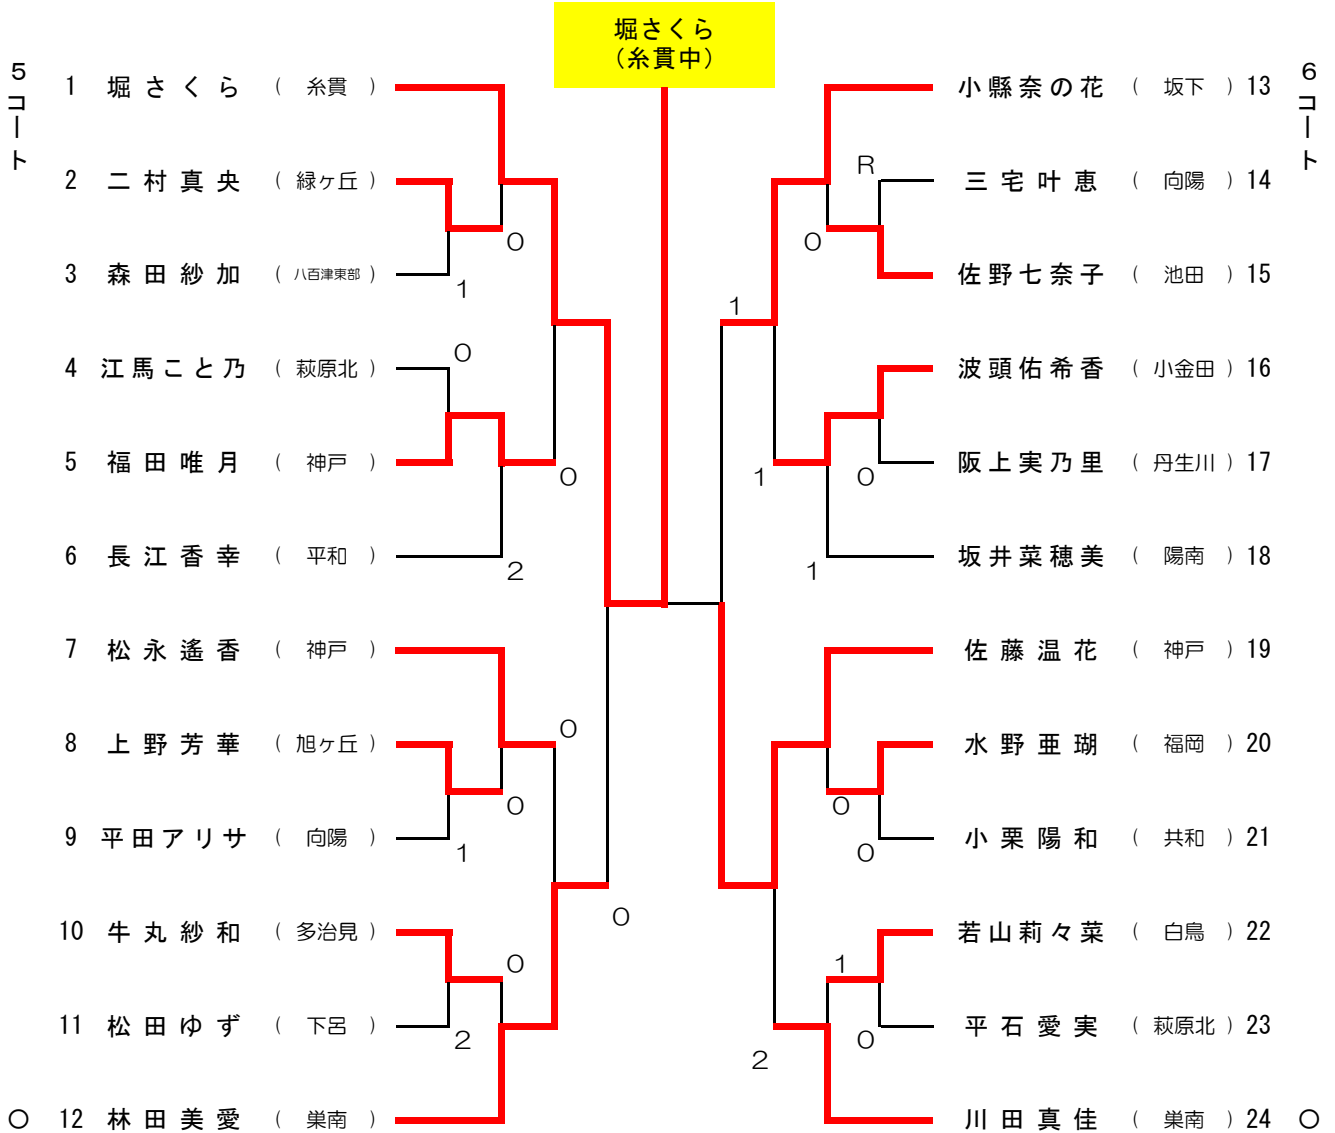 堀さくら
(糸貫中)
5コート
6コート
1 堀さくら ( 糸貫 )
2 二村真央 ( 緑ヶ丘 )
0
3 森田紗加 ( 八百津東部 )
1
0
4 江馬こと乃 ( 萩原北 )
5 福田唯月 ( 神戸 )
0
6 長江香幸 ( 平和 )
2
7 松永遙香 ( 神戸 )
0
8 上野芳華 ( 旭ヶ丘 )
0
9 平田アリサ ( 向陽 )
1
0
10 牛丸紗和 ( 多治見 )
0
11 松田ゆず ( 下呂 )
2
○ 12 林田美愛 ( 巣南 )
小縣奈の花 ( 坂下 ) 13
R
三宅叶恵 ( 向陽 ) 14
0
佐野七奈子 ( 池田 ) 15
1
波頭佑希香 ( 小金田 ) 16
阪上実乃里 ( 丹生川 ) 17
1
0
坂井菜穂美 ( 陽南 ) 18
1
佐藤温花 ( 神戸 ) 19
水野亜瑚 ( 福岡 ) 20
0
小栗陽和 ( 共和 ) 21
0
若山莉々菜 ( 白鳥 ) 22
1
平石愛実 ( 萩原北 ) 23
0
2
川田真佳 ( 巣南 ) 24 ○